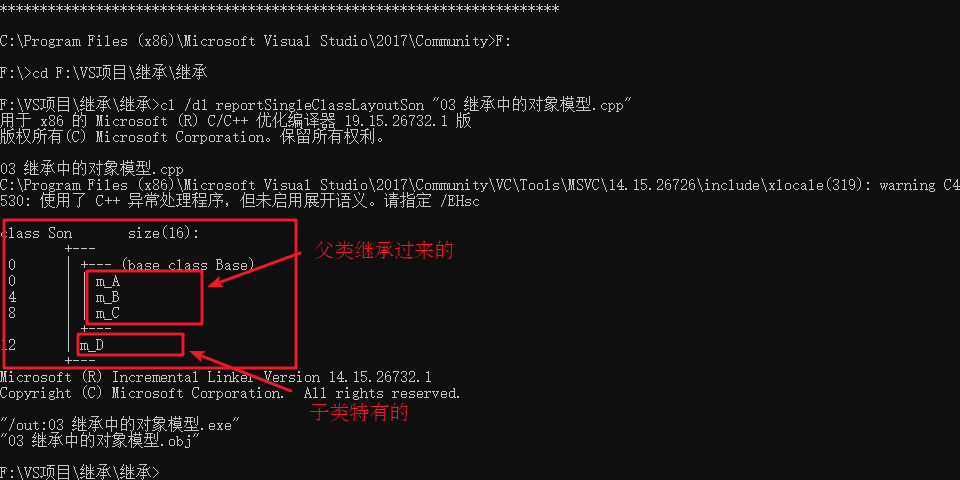 **********************************************************************
C:\Program Files (x86)\Microsoft Visual Studio\2017\Community>F:
F:\>cd F:\VS项目\继承\继承
F:\VS项目\继承\继承>cl /d1 reportSingleClassLayoutSon "03 继承中的对象模型.cpp"
用于 x86 的 Microsoft (R) C/C++ 优化编译器 19.15.26732.1 版
版权所有(C) Microsoft Corporation。保留所有权利。
03 继承中的对象模型.cpp
C:\Program Files (x86)\Microsoft Visual Studio\2017\Community\VC\Tools\MSVC\14.15.26726\include\xlocale(319): warning C4
530: 使用了 C++ 异常处理程序，但未启用展开语义。请指定 /EHsc
class Son size(16):
+---
0 | +--- (base class Base)
父类继承过来的
0 | | m_A
4 | | m_B
8 | | m_C
| +---
12 | m_D
+---
Microsoft (R) Incremental Linker Version 14.15.26732.1
Copyright (C) Microsoft Corporation. All rights reserved.
子类特有的
"/out:03 继承中的对象模型.exe"
"03 继承中的对象模型.obj"
F:\VS项目\继承\继承>